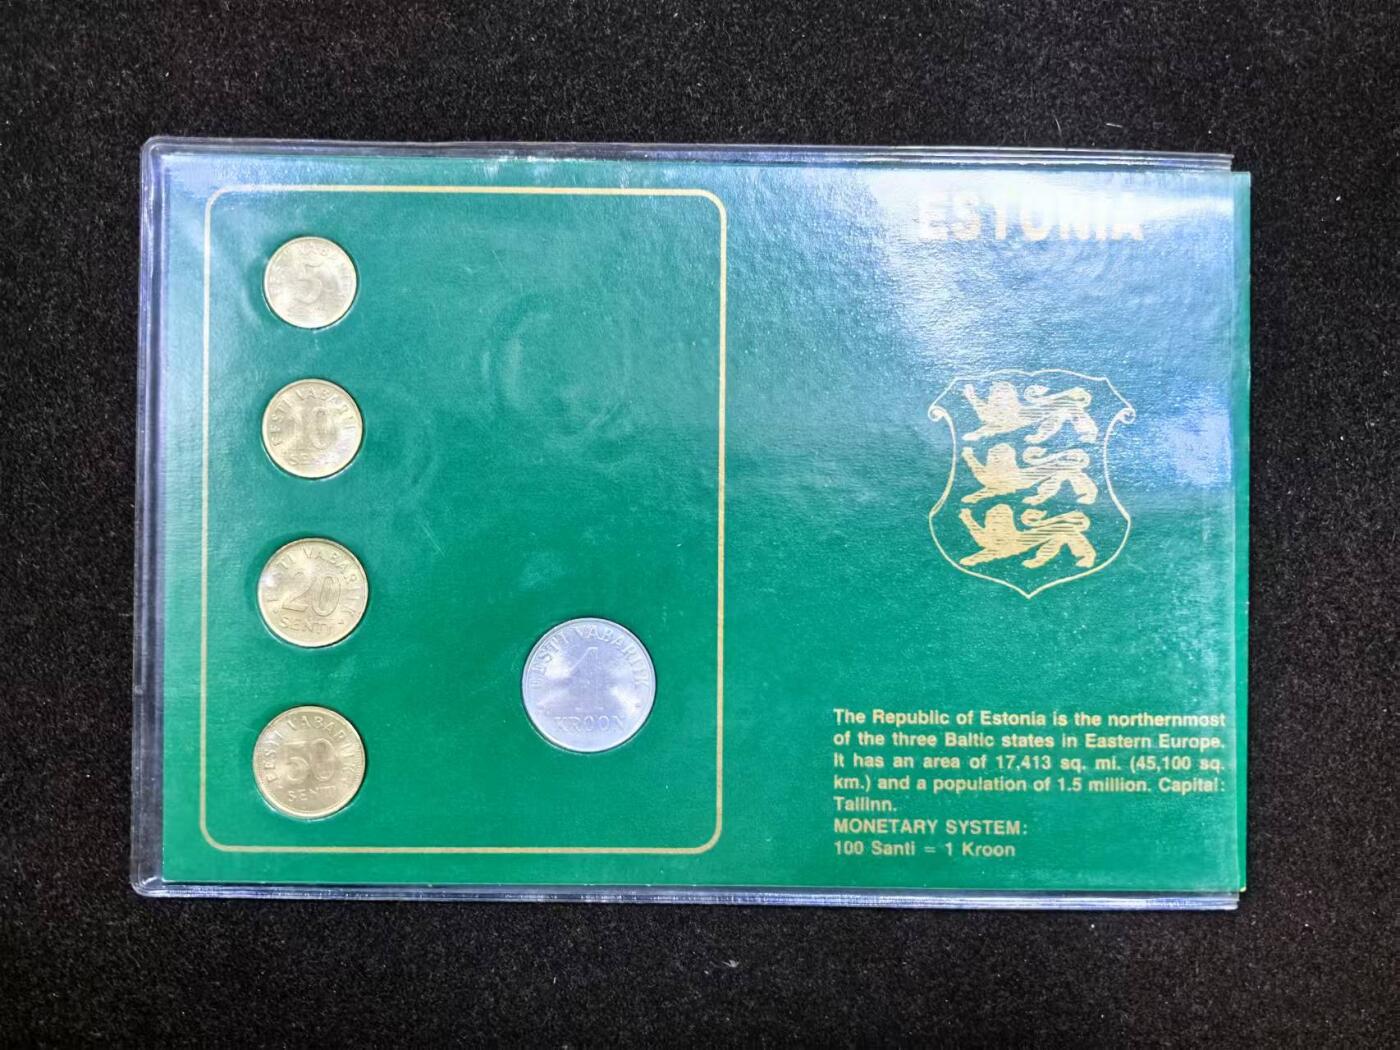 ESTONIA
5
EESTI VABARIIK
10
SENTI
EESTI VABARIIK
20
SENTI
EESTI VABARIIK
50
SENTI
EESTI VABARIIK
1
KROON
The Republic of Estonia is the northernmost
of the three Baltic states in Eastern Europe.
It has an area of 17,413 sq. mi. (45,100 sq.
km.) and a population of 1.5 million. Capital:
Tallinn.
MONETARY SYSTEM:
100 Santi = 1 Kroon